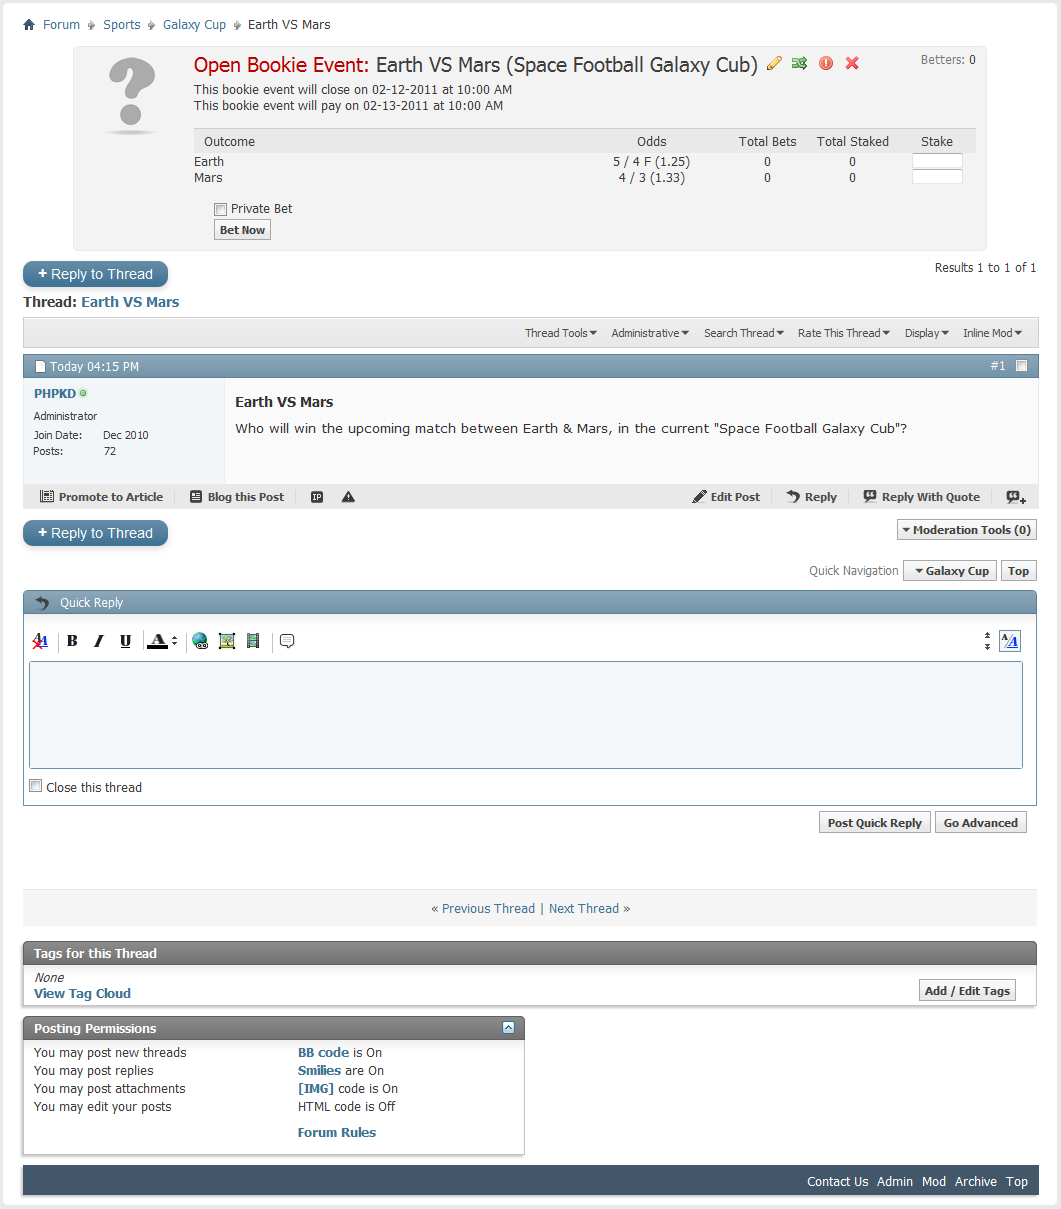 Forum Sports Galaxy Cup Earth VS Mars
Open Bookie Event: Earth VS Mars (Space Football Galaxy Cub)
Betters: 0
This bookie event will close on 02-12-2011 at 10:00 AM
This bookie event will pay on 02-13-2011 at 10:00 AM
Outcome Odds Total Bets Total Staked Stake
Earth 5 / 4 F (1.25) 0 0
Mars 4 / 3 (1.33) 0 0
Private Bet
Bet Now
+ Reply to Thread
Results 1 to 1 of 1
Thread: Earth VS Mars
Thread Tools Administrative Search Thread Rate This Thread Display Inline Mod
Today 04:15 PM #1
PHPKD
Administrator
Join Date: Dec 2010
Posts: 72
Earth VS Mars
Who will win the upcoming match between Earth & Mars, in the current "Space Football Galaxy Cub"?
Promote to Article Blog this Post IP Edit Post Reply Reply With Quote
+ Reply to Thread
Moderation Tools (0)
Quick Navigation Galaxy Cup Top
Quick Reply
B I U A
Close this thread
Post Quick Reply Go Advanced
« Previous Thread | Next Thread »
Tags for this Thread
None
View Tag Cloud
Add / Edit Tags
Posting Permissions
You may post new threads
You may post replies
You may post attachments
You may edit your posts
BB code is On
Smilies are On
[IMG] code is On
HTML code is Off
Forum Rules
Contact Us Admin Mod Archive Top